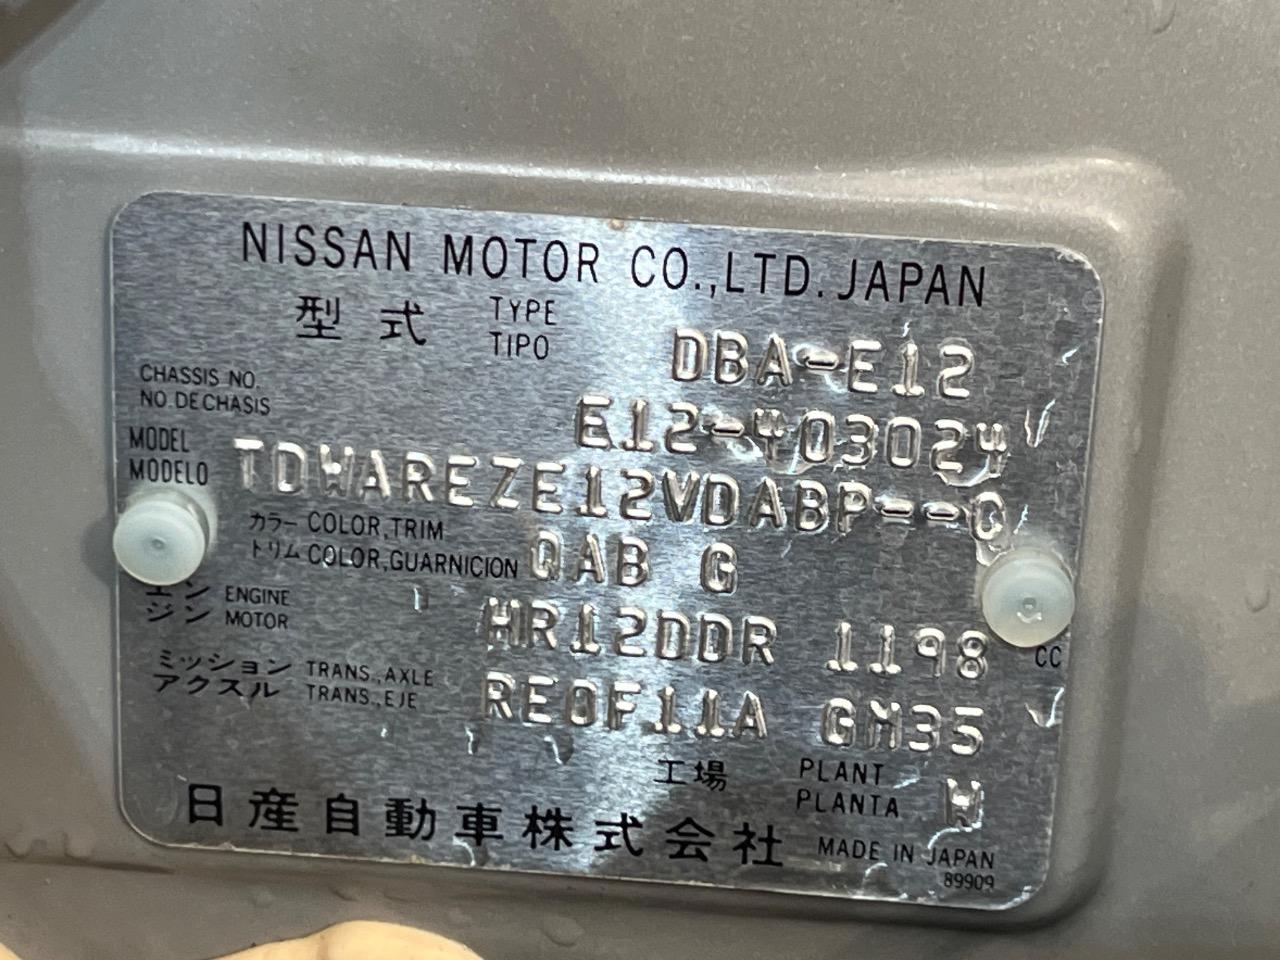 NISSAN MOTOR CO.,LTD. JAPAN
型式 TYPE TIPO DBA-E12
CHASSIS NO. NO.DECHASIS E12-403024
MODEL MODELO TDWAREZE12VDABP--C
カラー COLOR,TRIM
トリム COLOR,GUARNICION QAB G
エンジン ENGINE MOTOR HR12DDR 1198 CC
ミッション TRANS.,AXLE
アクスル TRANS.,EJE RE0F11A GM35
工場 PLANT PLANTA W
日産自動車株式会社 MADE IN JAPAN
89909